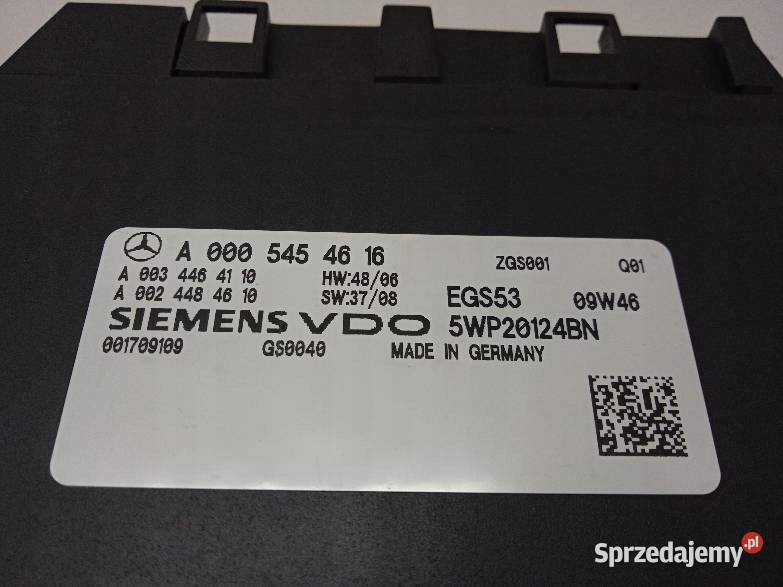 A 000 545 46 16
ZGS001
Q01
A 003 446 41 10
HW:48/06
A 002 448 46 10
SW:37/08
EGS53
09W46
SIEMENS VDO 5WP20124BN
001709109
GS0040
MADE IN GERMANY
Sprzedajemy.pl